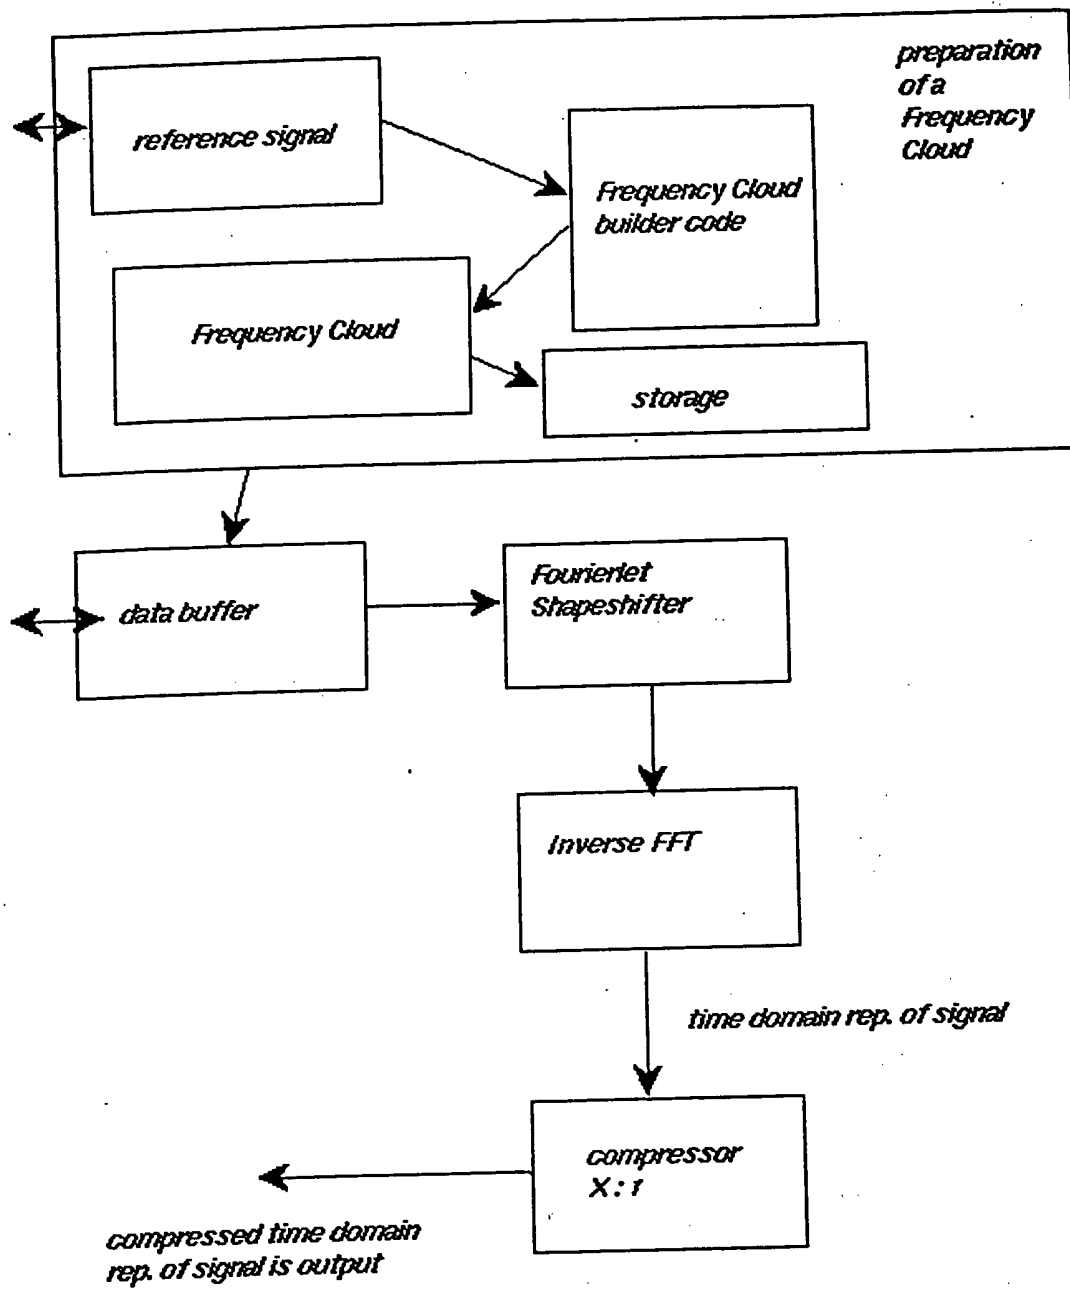 preparation
of a
Frequency
Cloud
reference signal
Frequency Cloud
builder code
Frequency Cloud
storage
data buffer
Fourierlet
Shapeshifter
Inverse FFT
time domain rep. of signal
compressor
X : r
compressed time domain
rep. of signal is output